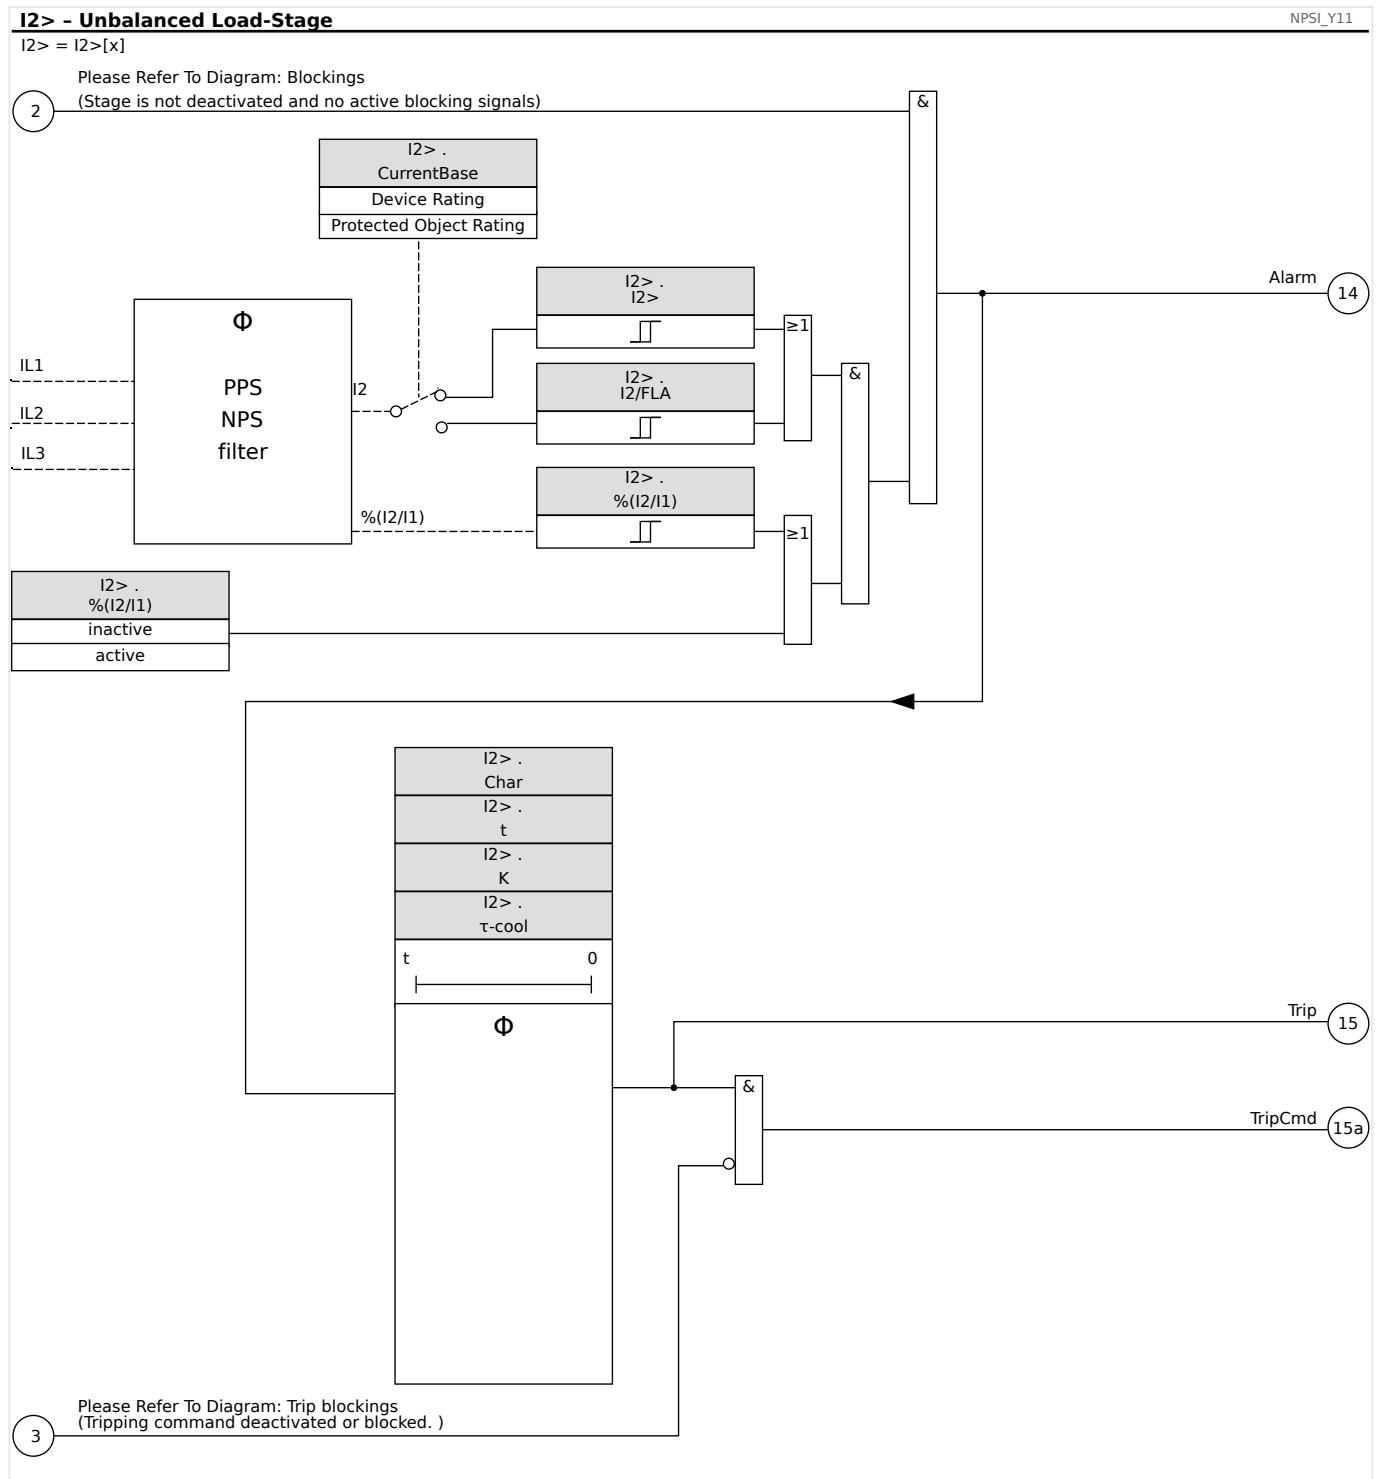 I2> – Unbalanced Load-Stage
NPSI_Y11
I2> = I2>[x]
Please Refer To Diagram: Blockings
(Stage is not deactivated and no active blocking signals)
2
&
I2> .
CurrentBase
Device Rating
Protected Object Rating
I2> .
I2>
Alarm
14
Φ
≥1
IL1
PPS
I2
I2> .
I2/FLA
&
IL2
NPS
IL3
filter
I2> .
%(I2/I1)
%(I2/I1)
≥1
I2> .
%(I2/I1)
inactive
active
I2> .
Char
I2> .
t
I2> .
K
I2> .
τ-cool
t
0
Φ
Trip
15
&
TripCmd
15a
Please Refer To Diagram: Trip blockings
(Tripping command deactivated or blocked. )
3